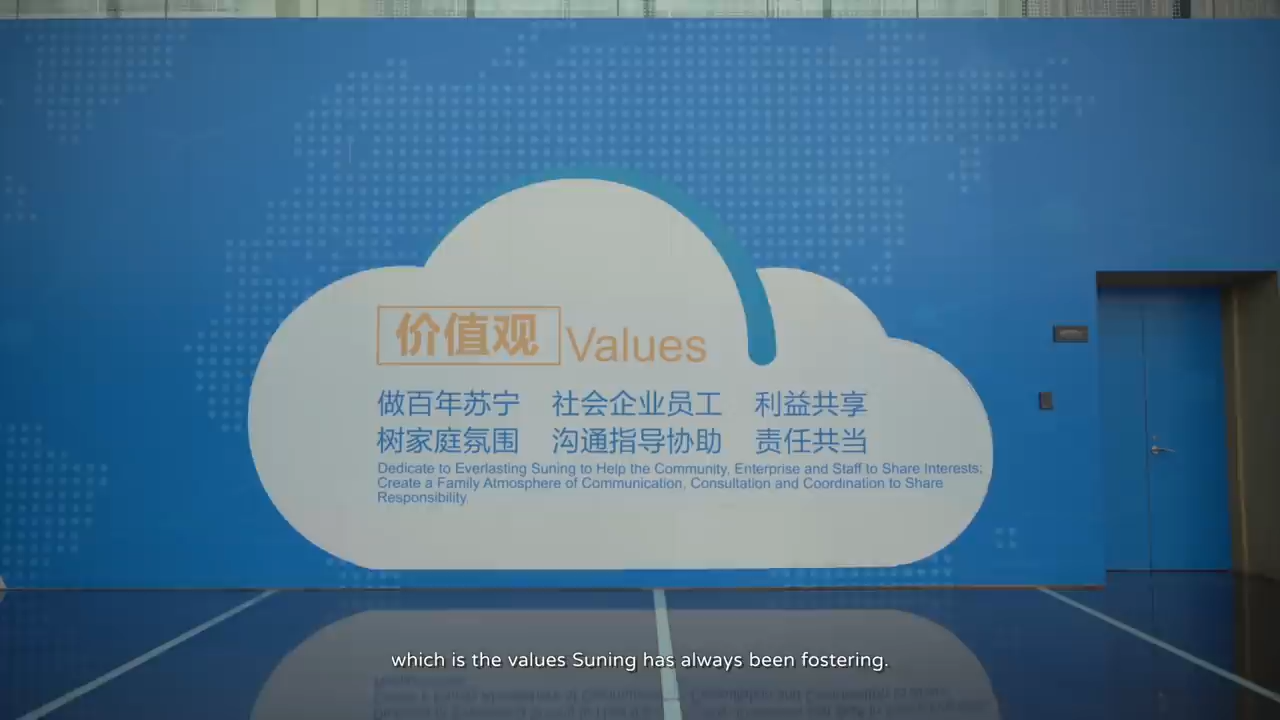 价值观 Values
做百年苏宁 社会企业员工 利益共享
树家庭氛围 沟通指导协助 责任共当
Dedicate to Everlasting Suning to Help the Community, Enterprise and Staff to Share Interests;
Create a Family Atmosphere of Communication, Consultation and Coordination to Share
Responsibility.
which is the values Suning has always been fostering.